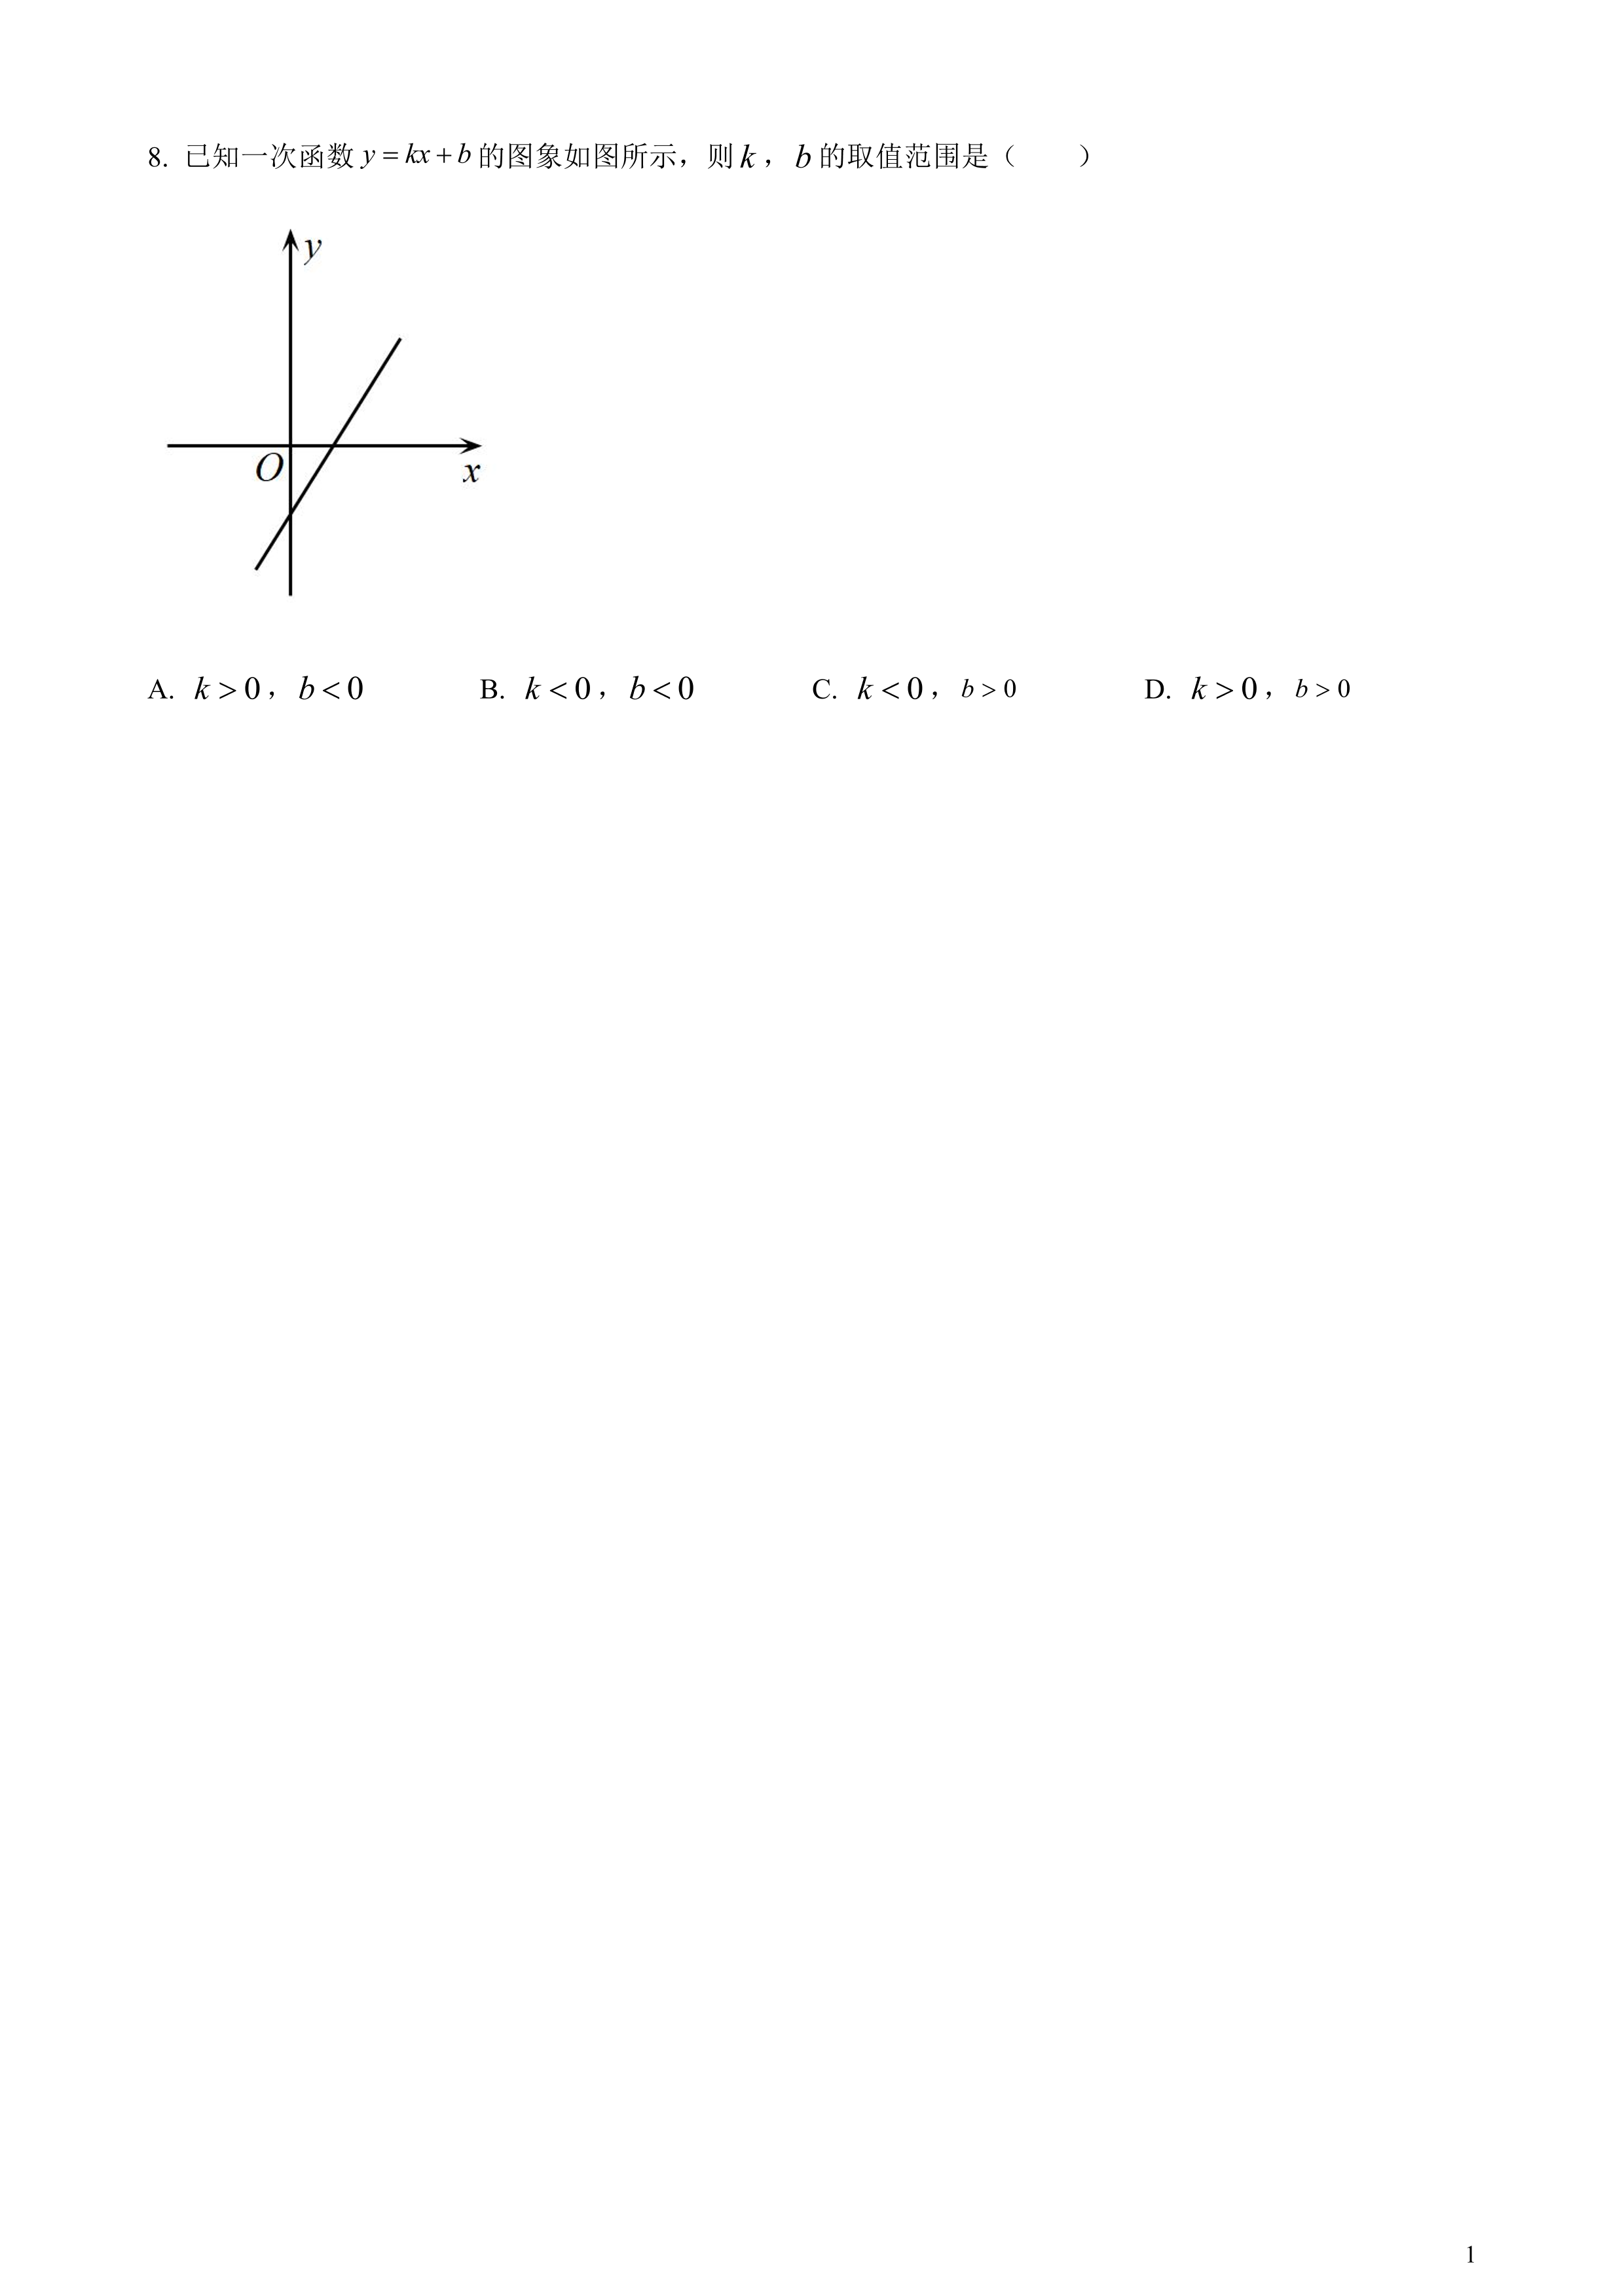 8. 已知一次函数 y = kx + b 的图象如图所示，则 k，b 的取值范围是（　　）
y
O
x
A. k > 0，b < 0 B. k < 0，b < 0 C. k < 0，b > 0 D. k > 0，b > 0
1